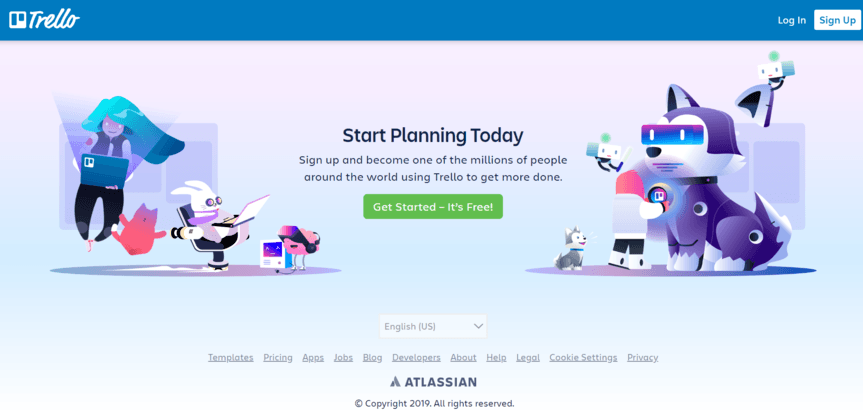 Trello
Log In Sign Up
Start Planning Today
Sign up and become one of the millions of people
around the world using Trello to get more done.
Get Started – It's Free!
English (US)
Templates Pricing Apps Jobs Blog Developers About Help Legal Cookie Settings Privacy
ATLASSIAN
© Copyright 2019. All rights reserved.